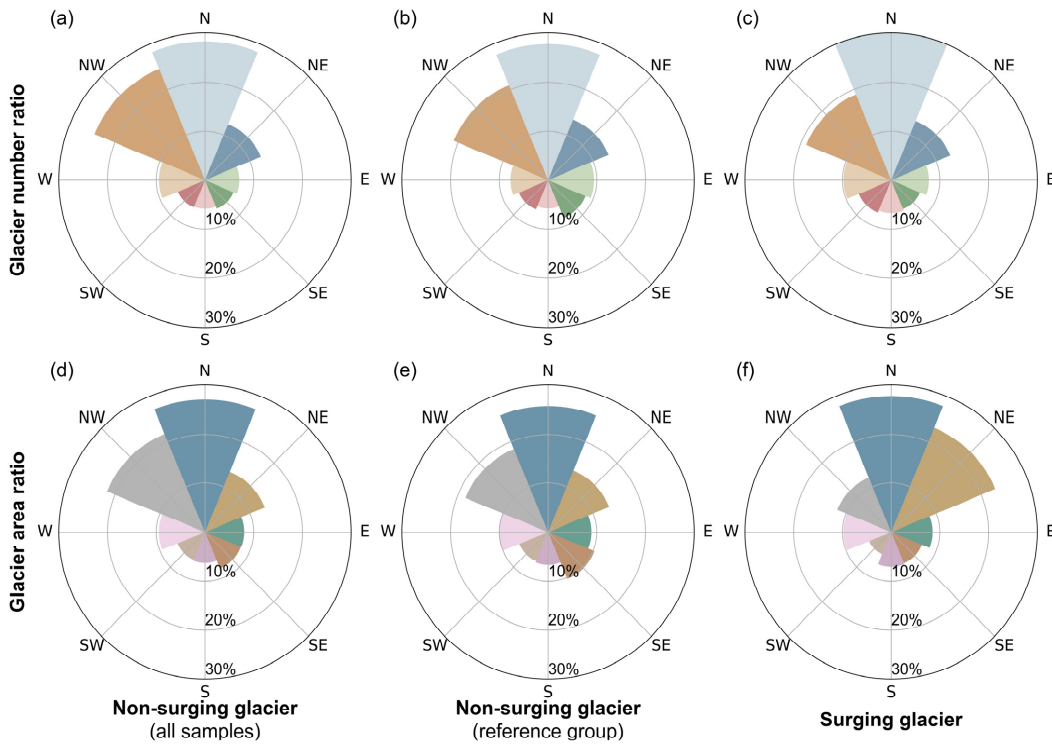 (a)
N
NW
NE
W
E
SW
SE
S
10%
20%
30%
(b)
N
NW
NE
W
E
SW
SE
S
10%
20%
30%
(c)
N
NW
NE
W
E
SW
SE
S
10%
20%
30%
Glacier number ratio
(d)
N
NW
NE
W
E
SW
SE
S
10%
20%
30%
(e)
N
NW
NE
W
E
SW
SE
S
10%
20%
30%
(f)
N
NW
NE
W
E
SW
SE
S
10%
20%
30%
Glacier area ratio
Non-surging glacier
(all samples)
Non-surging glacier
(reference group)
Surging glacier